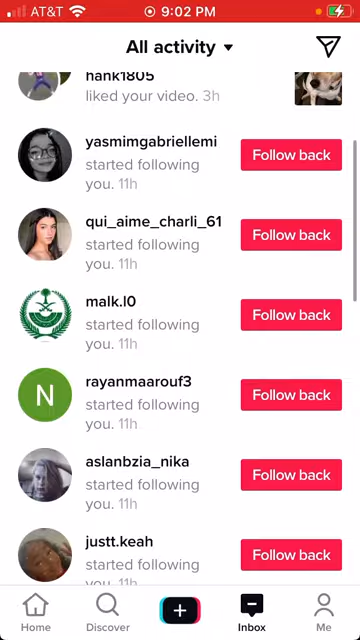 AT&T
9:02 PM
All activity
hank1805
liked your video. 3h
yasmimgabriellemi
started following
you. 11h
Follow back
qui_aime_charli_61
started following
you. 11h
Follow back
malk.l0
started following
you. 11h
Follow back
N
rayanmaarouf3
started following
you. 11h
Follow back
aslanbzia_nika
started following
you. 11h
Follow back
justt.keah
started following
you. 11h
Follow back
Home
Discover
Inbox
Me